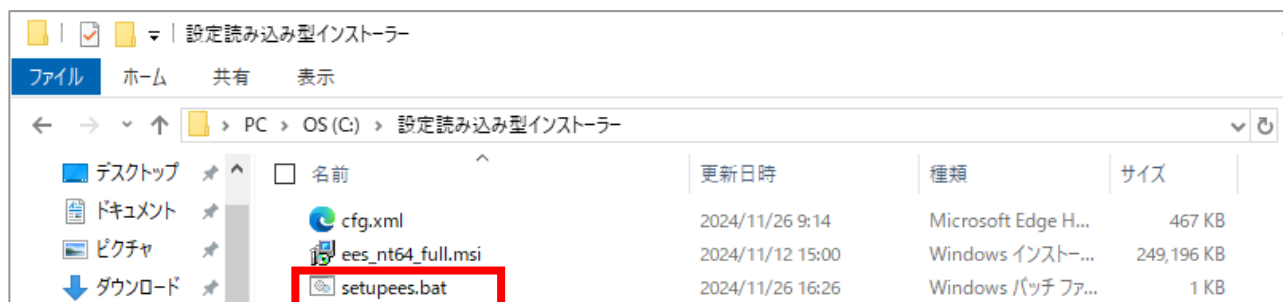 設定読み込み型インストーラー
ファイル ホーム 共有 表示
PC OS (C:) 設定読み込み型インストーラー
デスクトップ 名前 更新日時 種類 サイズ
ドキュメント cfg.xml 2024/11/26 9:14 Microsoft Edge H... 467 KB
ピクチャ ees_nt64_full.msi 2024/11/12 15:00 Windows インストー... 249,196 KB
ダウンロード setupees.bat 2024/11/26 16:26 Windows バッチ ファ... 1 KB